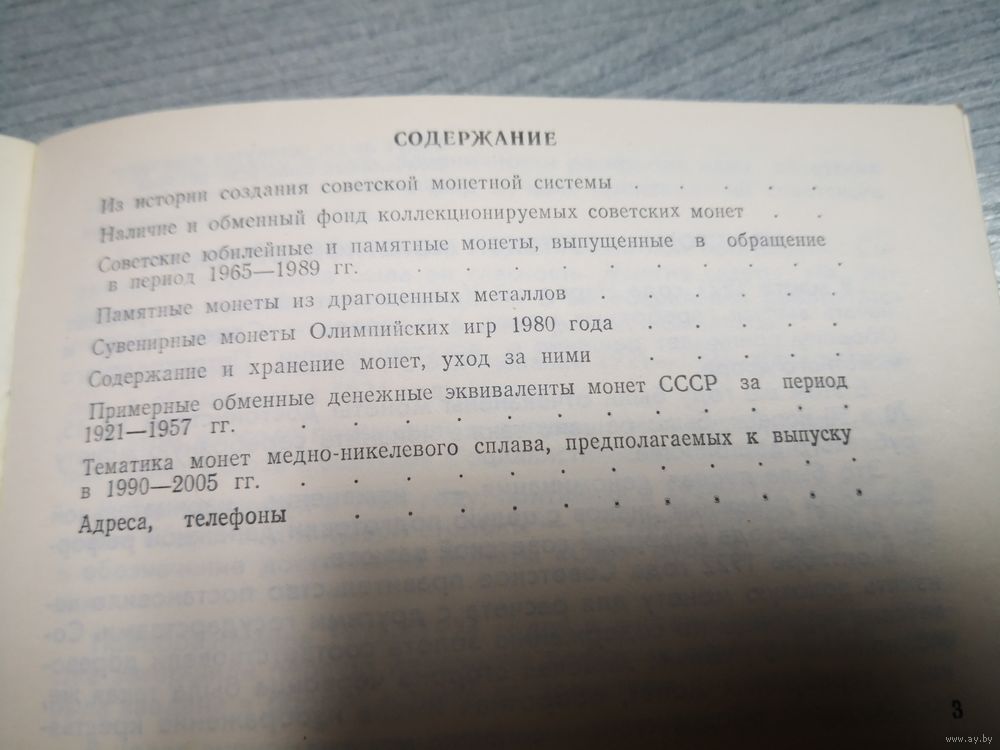 СОДЕРЖАНИЕ
Из истории создания советской монетной системы . . . . .
Наличие и обменный фонд коллекционируемых советских монет . .
Советские юбилейные и памятные монеты, выпущенные в обращение
в период 1965—1989 гг. . . . . . . . . . .
Памятные монеты из драгоценных металлов . . . . . .
Сувенирные монеты Олимпийских игр 1980 года . . . . .
Содержание и хранение монет, уход за ними . . . . .
Примерные обменные денежные эквиваленты монет СССР за период
1921—1957 гг. . . . . . . . . . . . .
Тематика монет медно-никелевого сплава, предполагаемых к выпуску
в 1990—2005 гг. . . . . . . . . . . . .
Адреса, телефоны . . . . . . . . . . .
3
www.ay.by